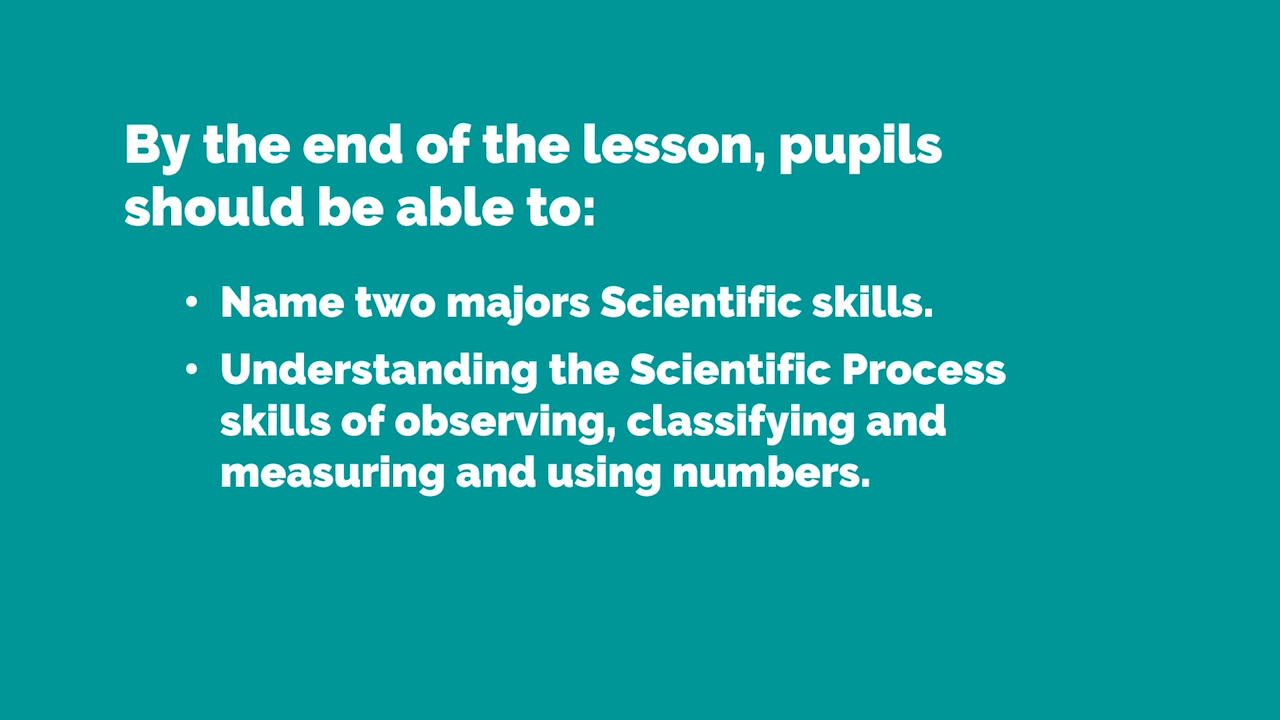 By the end of the lesson, pupils
should be able to:
• Name two majors Scientific skills.
• Understanding the Scientific Process
skills of observing, classifying and
measuring and using numbers.